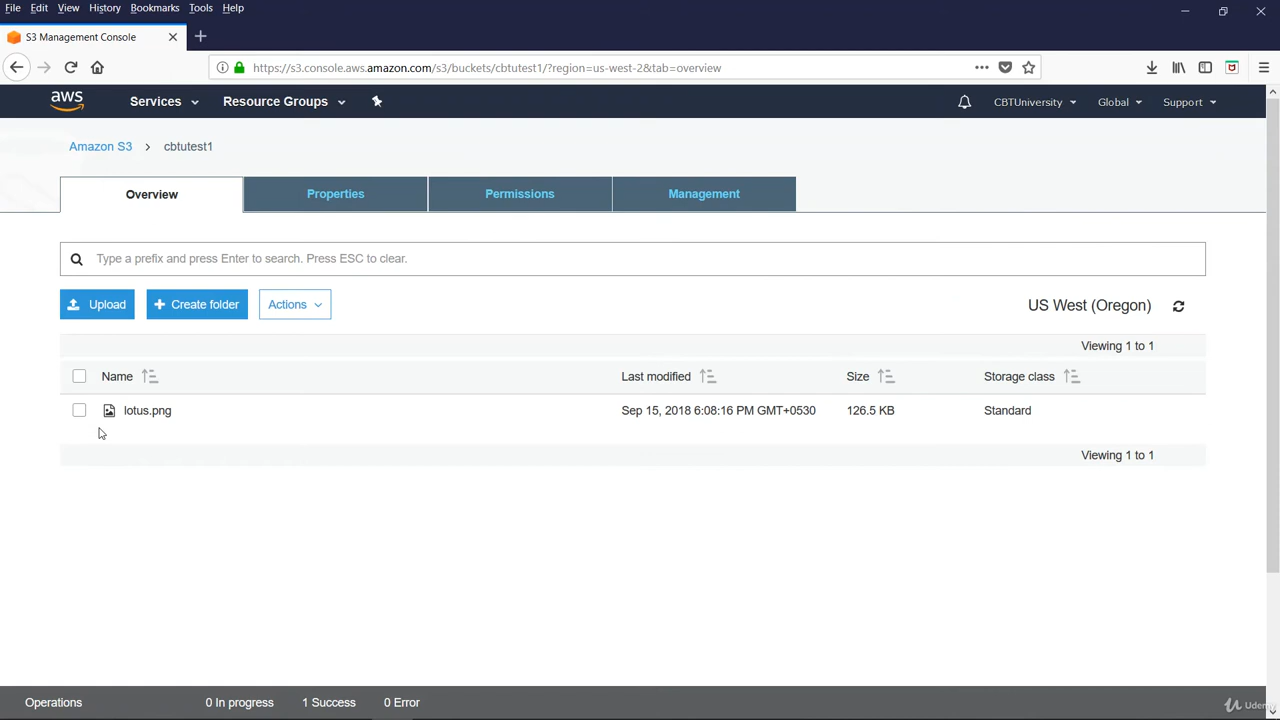 File Edit View History Bookmarks Tools Help
S3 Management Console
https://s3.console.aws.amazon.com/s3/buckets/cbtutest1/?region=us-west-2&tab=overview
aws Services Resource Groups CBTUniversity Global Support
Amazon S3 > cbtutest1
Overview Properties Permissions Management
Type a prefix and press Enter to search. Press ESC to clear.
Upload + Create folder Actions US West (Oregon)
Viewing 1 to 1
Name Last modified Size Storage class
lotus.png Sep 15, 2018 6:08:16 PM GMT+0530 126.5 KB Standard
Viewing 1 to 1
Operations 0 In progress 1 Success 0 Error
Udemy